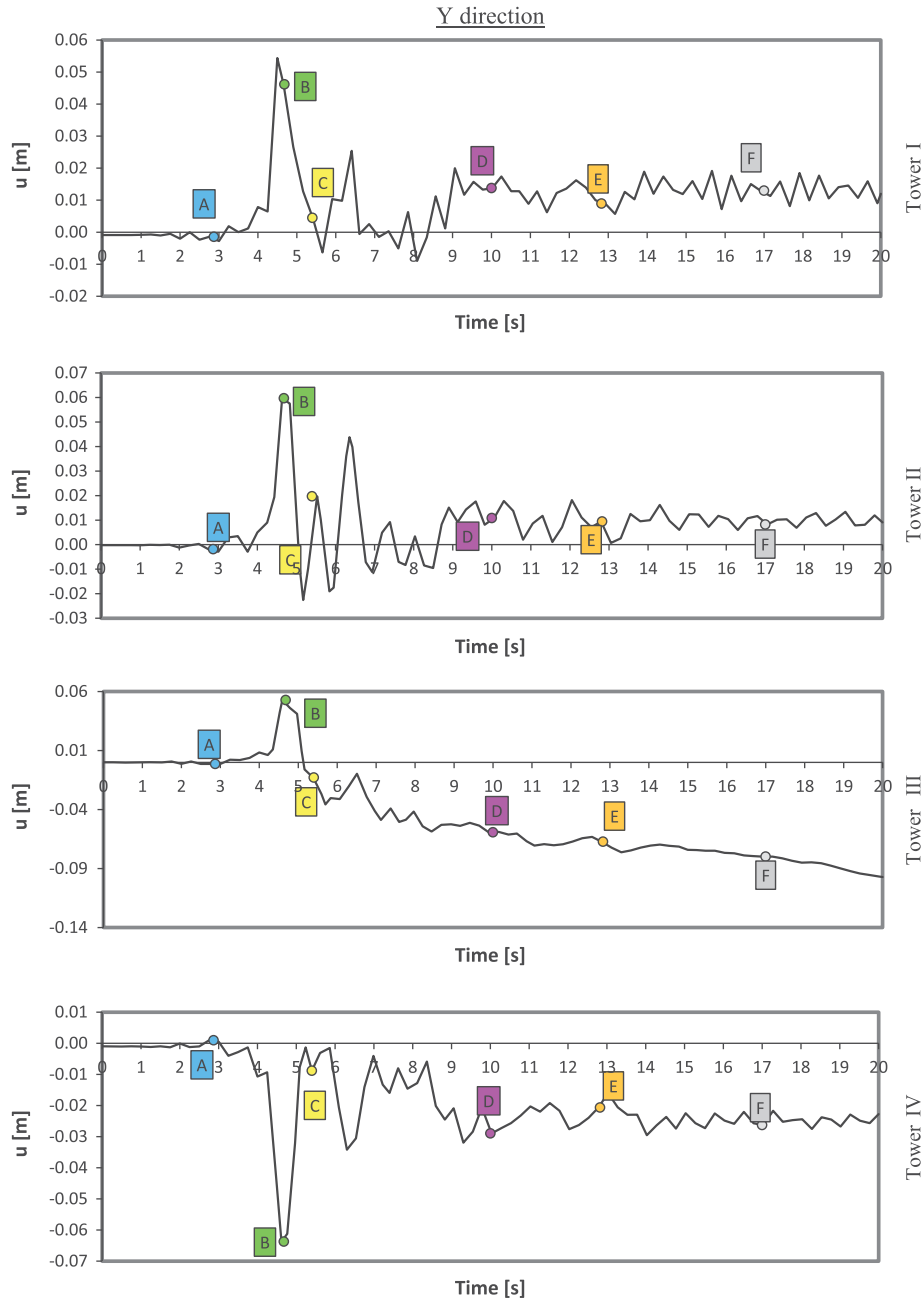 Y direction
0.06
0.05
0.04
0.03
0.02
0.01
0.00
-0.01
-0.02
u [m]
A
B
C
D
E
F
0 1 2 3 4 5 6 7 8 9 10 11 12 13 14 15 16 17 18 19 20
Time [s]
Tower I
0.07
0.06
0.05
0.04
0.03
0.02
0.01
0.00
-0.01
-0.01
-0.02
-0.03
u [m]
A
B
C
D
E
F
0 1 2 3 4 5 6 7 8 9 10 11 12 13 14 15 16 17 18 19 20
Time [s]
Tower II
0.06
0.01
-0.04
-0.09
-0.14
u [m]
A
B
C
D
E
F
0 1 2 3 4 5 6 7 8 9 10 11 12 13 14 15 16 17 18 19 20
Time [s]
Tower III
0.01
0.00
-0.01
-0.02
-0.03
-0.04
-0.05
-0.06
-0.07
u [m]
A
B
C
D
E
F
0 1 2 3 4 5 6 7 8 9 10 11 12 13 14 15 16 17 18 19 20
Time [s]
Tower IV